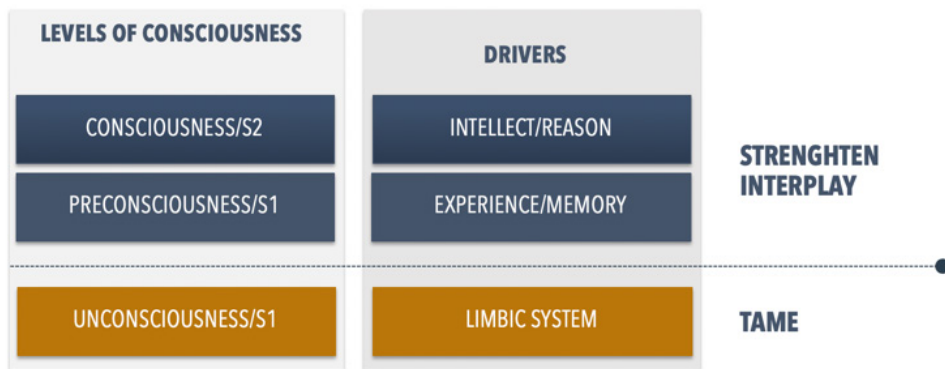 LEVELS OF CONSCIOUSNESS
DRIVERS
CONSCIOUSNESS/S2
INTELLECT/REASON
PRECONSCIOUSNESS/S1
EXPERIENCE/MEMORY
STRENGHTEN
INTERPLAY
UNCONSCIOUSNESS/S1
LIMBIC SYSTEM
TAME